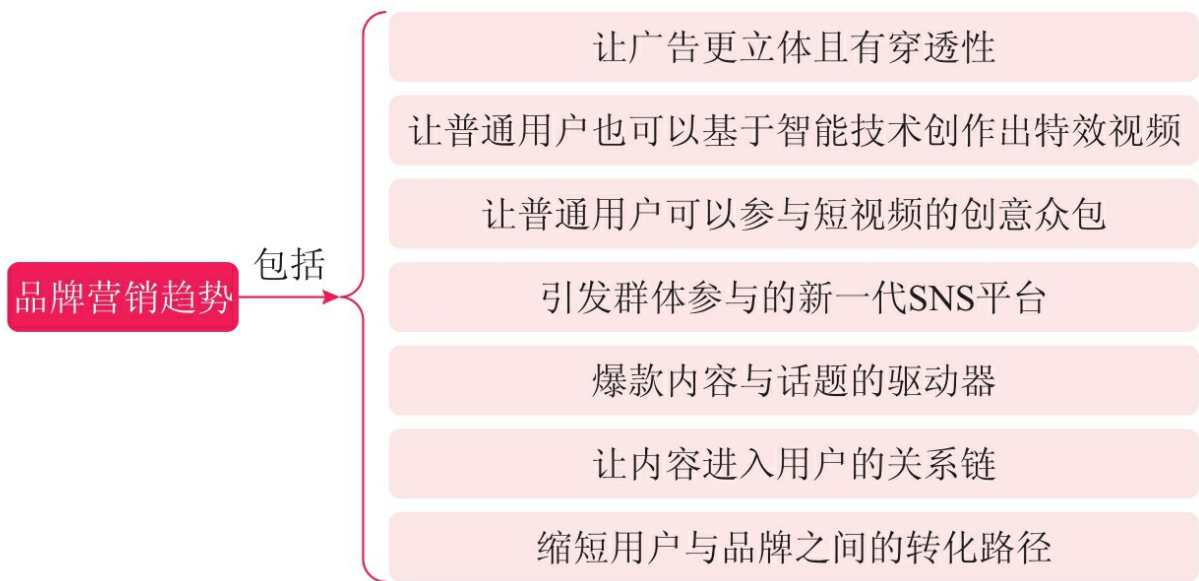 让广告更立体且有穿透性
让普通用户也可以基于智能技术创作出特效视频
让普通用户可以参与短视频的创意众包
包括
品牌营销趋势
引发群体参与的新一代SNS平台
爆款内容与话题的驱动器
让内容进入用户的关系链
缩短用户与品牌之间的转化路径